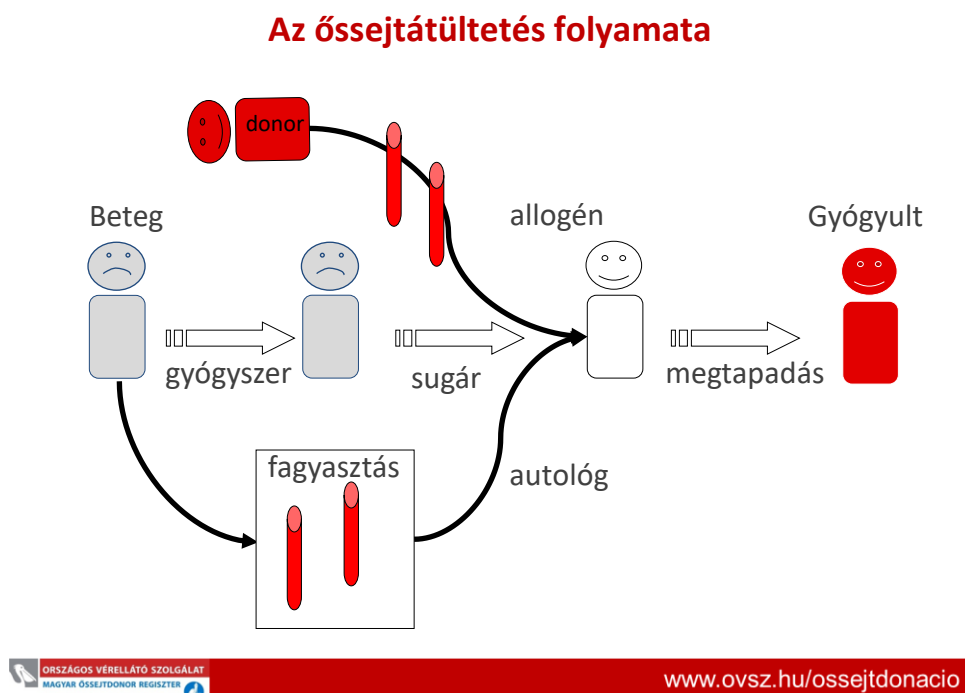 Az őssejtátültetés folyamata
donor
Beteg
allogén
Gyógyult
gyógyszer
sugár
megtapadás
fagyasztás
autológ
ORSZÁGOS VÉRELLÁTÓ SZOLGÁLAT
MAGYAR ŐSSEJTDONOR REGISZTER
www.ovsz.hu/ossejtdonacio